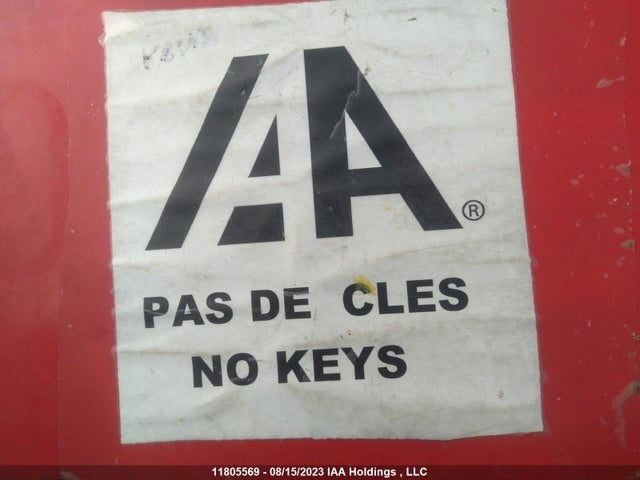 IAA®
PAS DE CLES
NO KEYS
11805569 - 08/15/2023 IAA Holdings , LLC